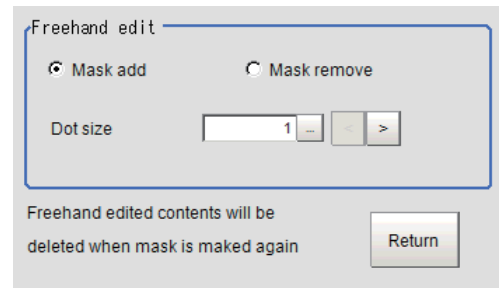 Freehand edit
Mask add Mask remove
Dot size 1 ... < >
Freehand edited contents will be
deleted when mask is maked again
Return